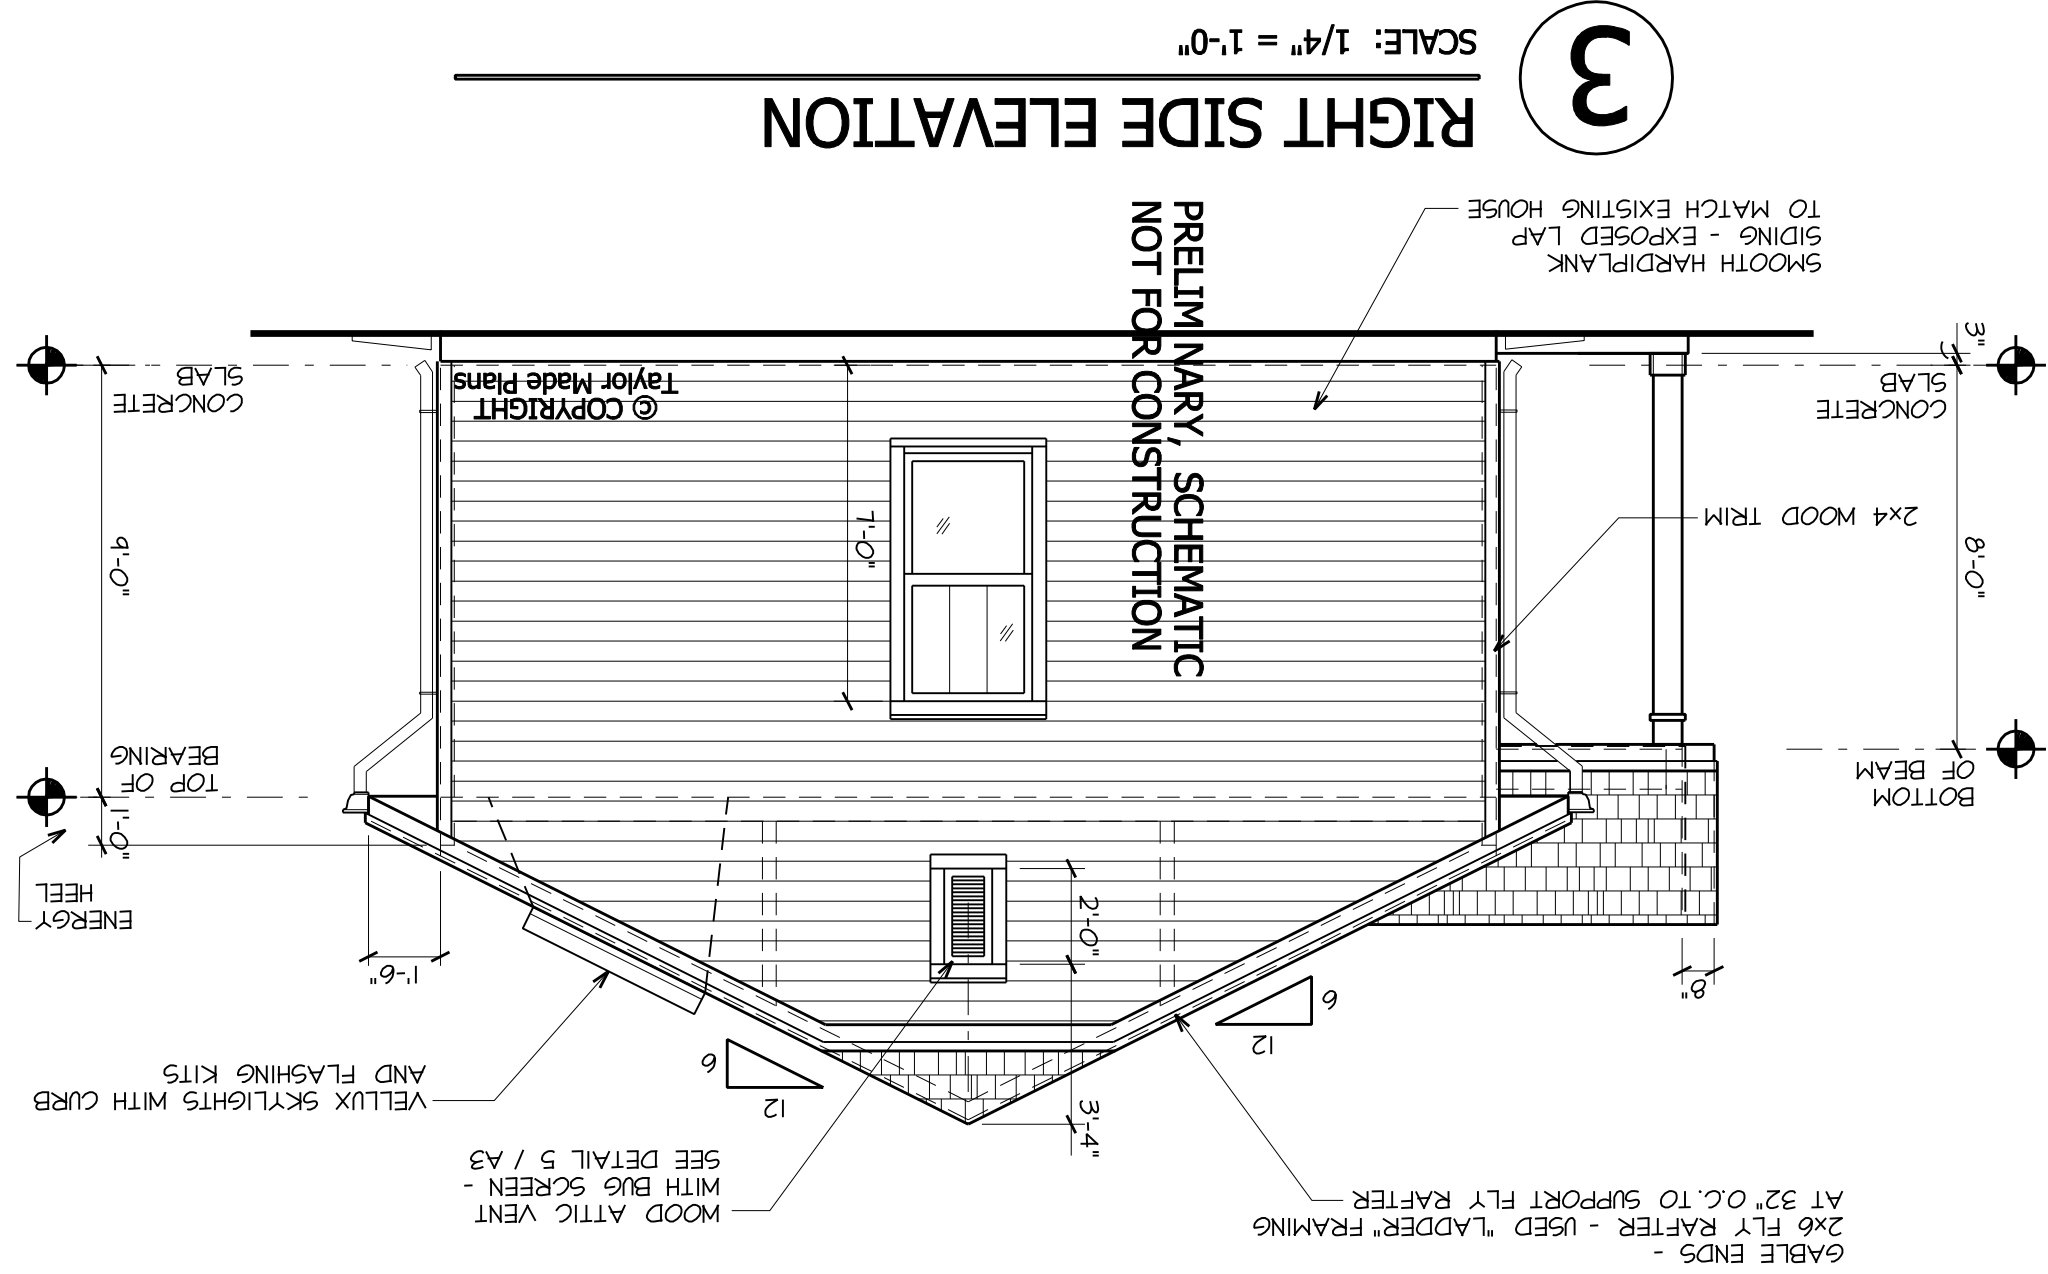 GABLE ENDS -
2x6 FLY RAFTER - USED "LADDER" FRAMING
AT 32" O.C. TO SUPPORT FLY RAFTER
WOOD ATTIC VENT
WITH BUG SCREEN -
SEE DETAIL 5 / A3
3'-4"
12
6
VELLUX SKYLIGHTS WITH CURB
AND FLASHING KITS
12
6
8"
1'-6"
2'-0"
ENERGY
HEEL
1'-0"
BOTTOM
OF BEAM
TOP OF
BEARING
8'-0"
9'-0"
7'-0"
2x4 WOOD TRIM
CONCRETE
SLAB
3"
CONCRETE
SLAB
© COPYRIGHT
Taylor Made Plans
PRELIMINARY, SCHEMATIC
NOT FOR CONSTRUCTION
SMOOTH HARDIPLANK
SIDING - EXPOSED LAP
TO MATCH EXISTING HOUSE
3
RIGHT SIDE ELEVATION
SCALE: 1/4" = 1'-0"